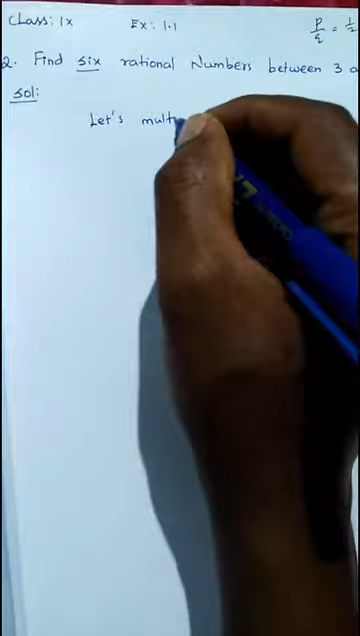 Class: IX Ex: 1.1 P/q = 1/2
2. Find six rational Numbers between 3 a
Sol:
Let's mult